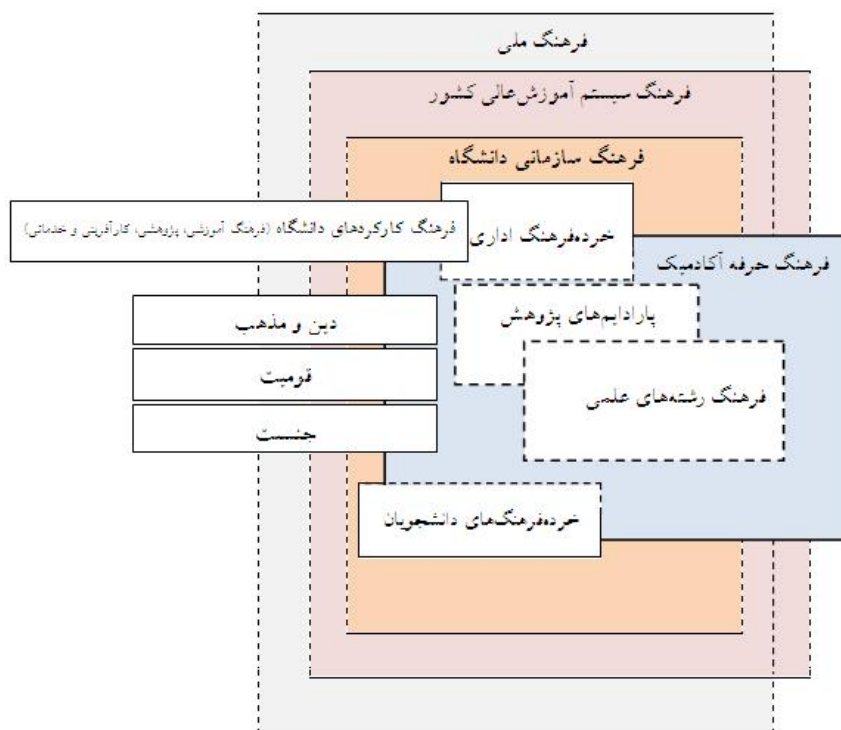 فرهنگ ملی
فرهنگ سیستم آموزش‌عالی کشور
فرهنگ سازمانی دانشگاه
فرهنگ کارکردهای دانشگاه (فرهنگ آموزشی، پژوهشی، کارآفرینی و خدماتی)
خرده‌فرهنگ اداری
فرهنگ حرفه آکادمیک
پارادایم‌های پژوهش
دین و مذهب
قومیت
فرهنگ رشته‌های علمی
جنسیت
خرده‌فرهنگ‌های دانشجویان